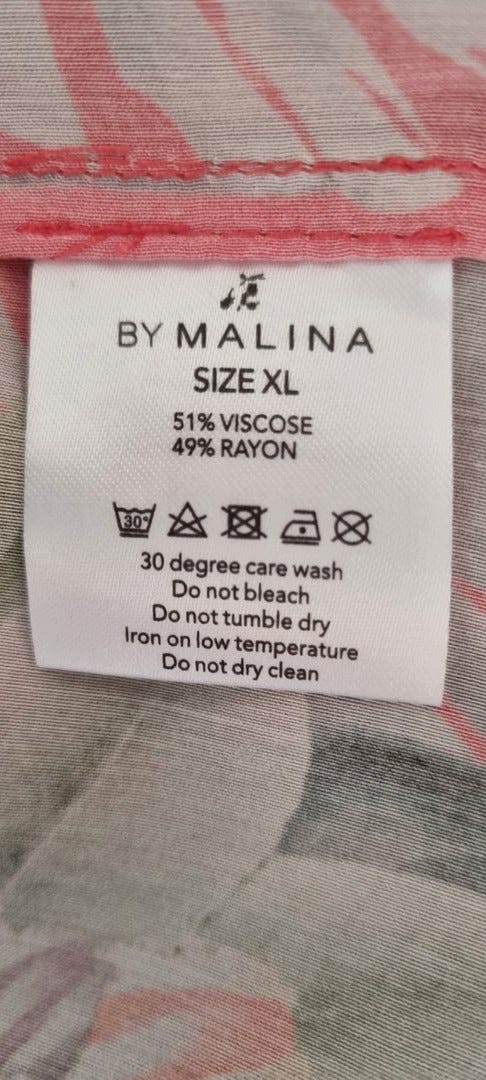 BY MALINA
SIZE XL
51% VISCOSE
49% RAYON
30°
30 degree care wash
Do not bleach
Do not tumble dry
Iron on low temperature
Do not dry clean